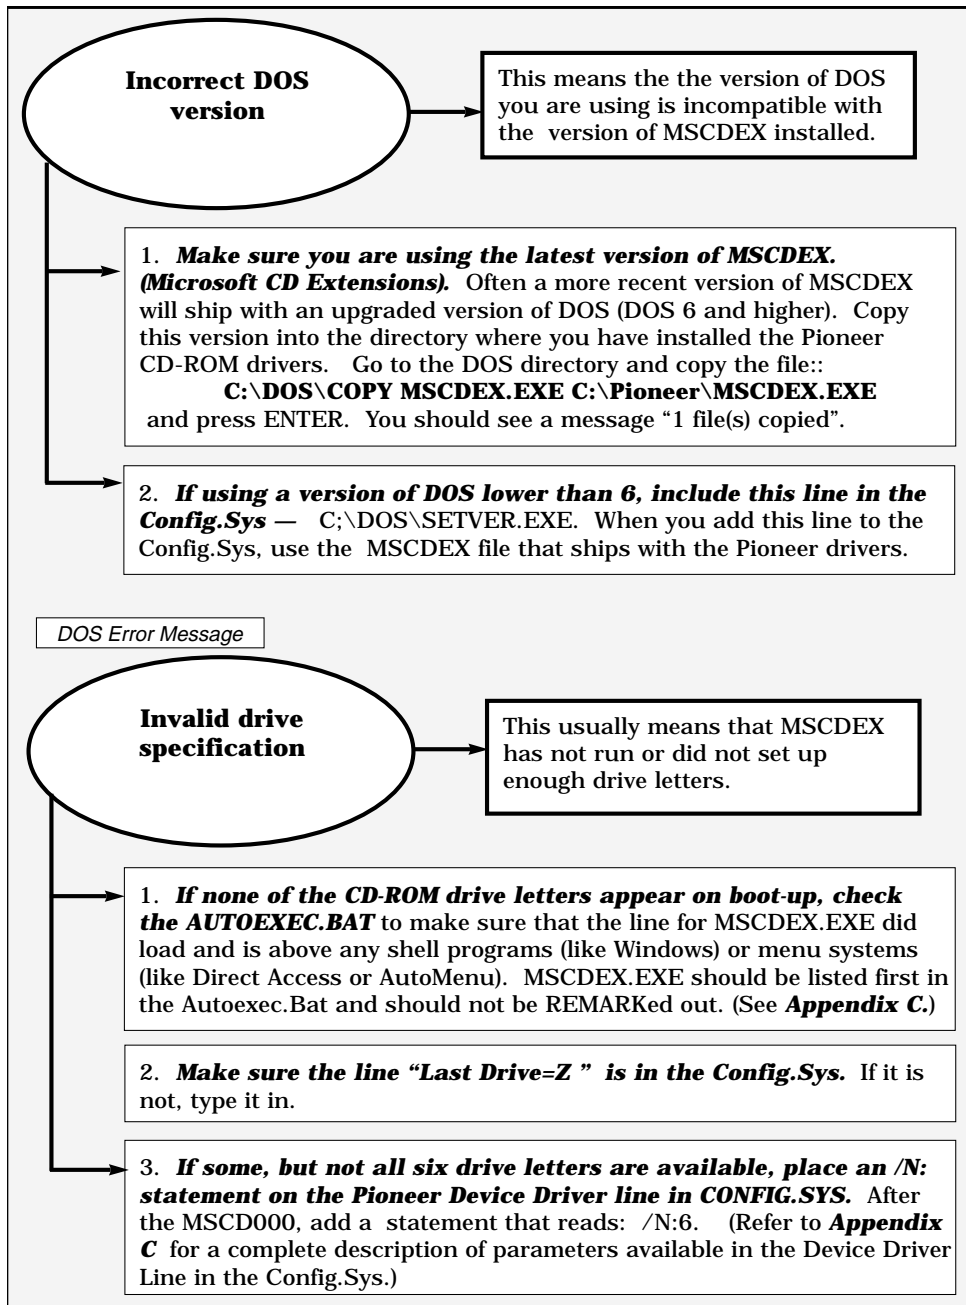 Incorrect DOS
version
This means the the version of DOS
you are using is incompatible with
the version of MSCDEX installed.
1. Make sure you are using the latest version of MSCDEX.
(Microsoft CD Extensions). Often a more recent version of MSCDEX
will ship with an upgraded version of DOS (DOS 6 and higher). Copy
this version into the directory where you have installed the Pioneer
CD-ROM drivers. Go to the DOS directory and copy the file::
C:\DOS\COPY MSCDEX.EXE C:\Pioneer\MSCDEX.EXE
and press ENTER. You should see a message “1 file(s) copied”.
2. If using a version of DOS lower than 6, include this line in the
Config.Sys — C;\DOS\SETVER.EXE. When you add this line to the
Config.Sys, use the MSCDEX file that ships with the Pioneer drivers.
DOS Error Message
Invalid drive
specification
This usually means that MSCDEX
has not run or did not set up
enough drive letters.
1. If none of the CD-ROM drive letters appear on boot-up, check
the AUTOEXEC.BAT to make sure that the line for MSCDEX.EXE did
load and is above any shell programs (like Windows) or menu systems
(like Direct Access or AutoMenu). MSCDEX.EXE should be listed first in
the Autoexec.Bat and should not be REMARKed out. (See Appendix C.)
2. Make sure the line “Last Drive=Z ” is in the Config.Sys. If it is
not, type it in.
3. If some, but not all six drive letters are available, place an /N:
statement on the Pioneer Device Driver line in CONFIG.SYS. After
the MSCD000, add a statement that reads: /N:6. (Refer to Appendix
C for a complete description of parameters available in the Device Driver
Line in the Config.Sys.)